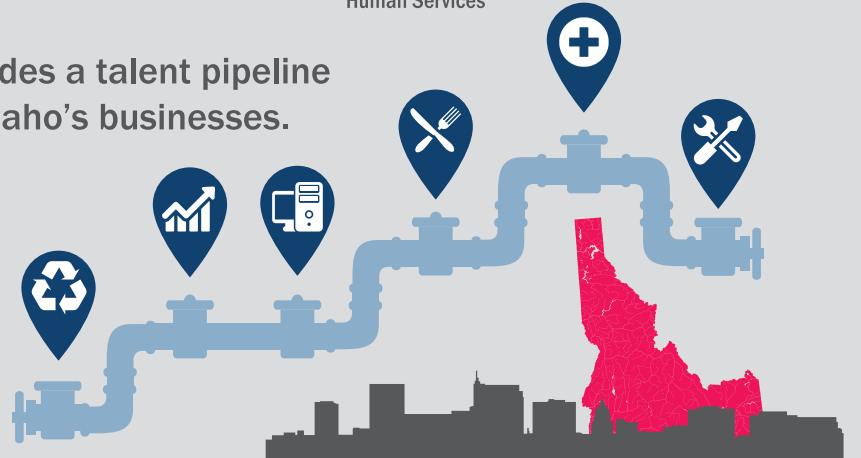 Human Services
des a talent pipeline
aho's businesses.